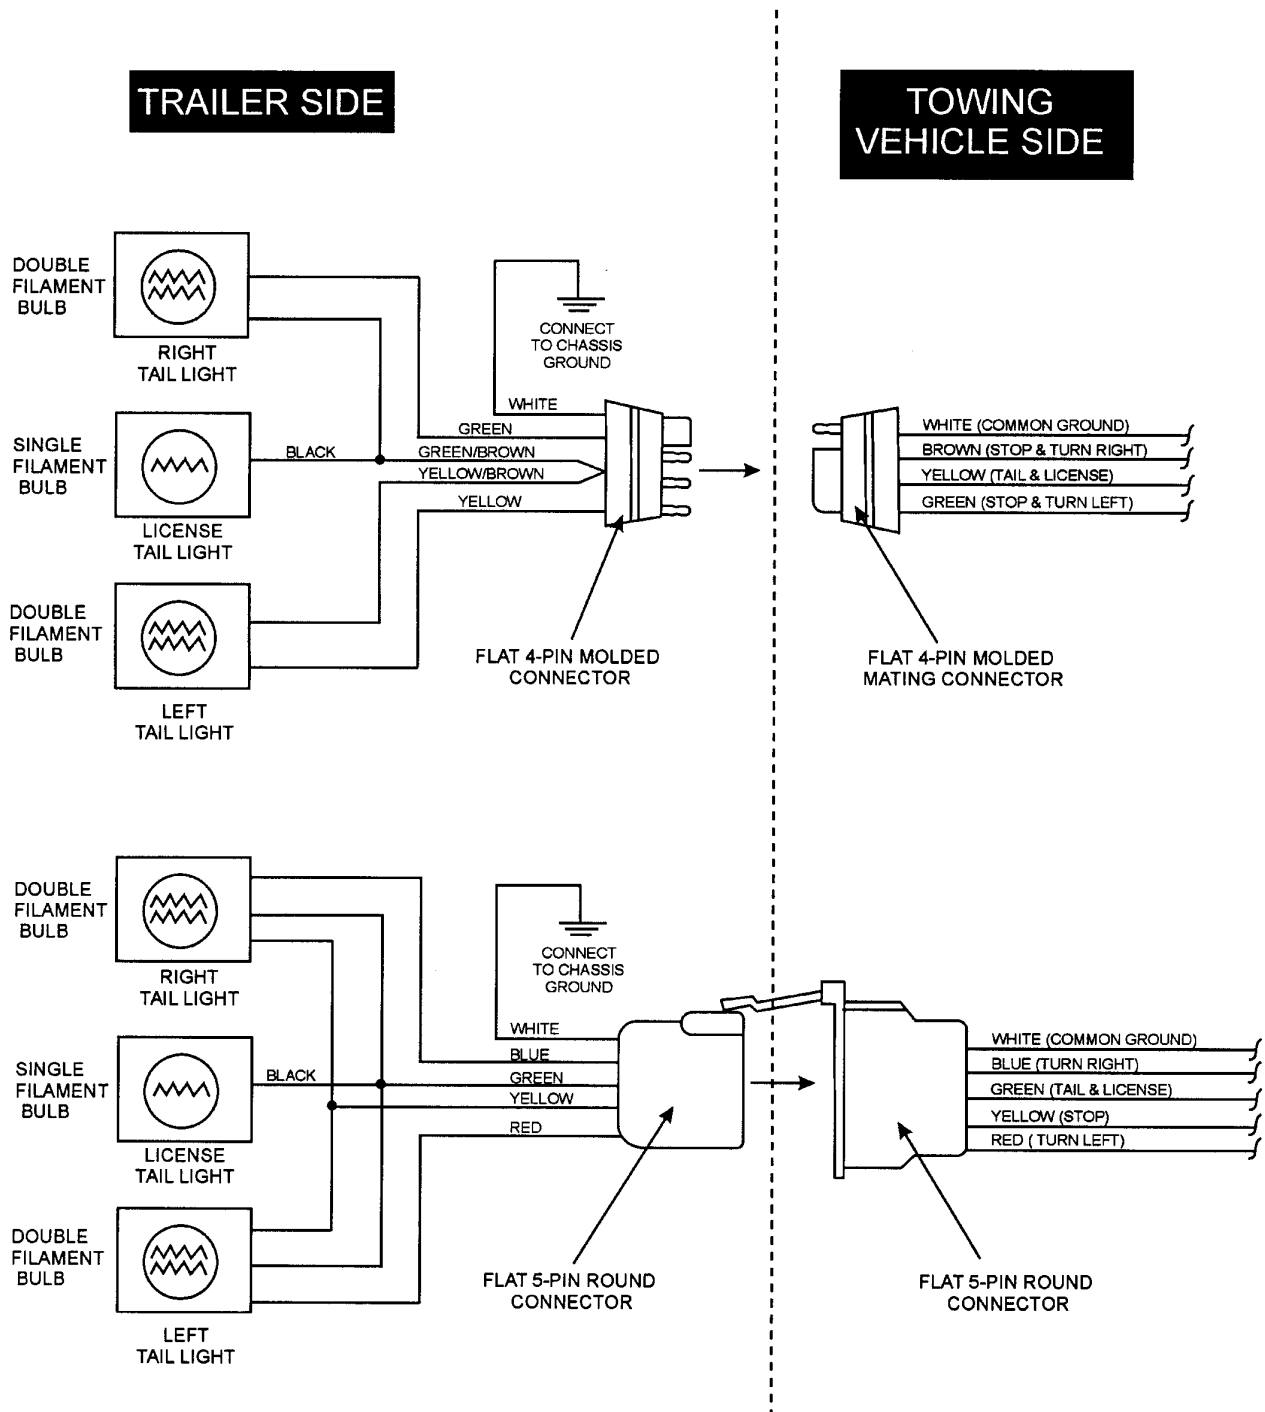 TRAILER SIDE
TOWING
VEHICLE SIDE
DOUBLE
FILAMENT
BULB
RIGHT
TAIL LIGHT
CONNECT
TO CHASSIS
GROUND
WHITE
GREEN
SINGLE
FILAMENT
BULB
BLACK
GREEN/BROWN
YELLOW/BROWN
YELLOW
LICENSE
TAIL LIGHT
WHITE (COMMON GROUND)
BROWN (STOP & TURN RIGHT)
YELLOW (TAIL & LICENSE)
GREEN (STOP & TURN LEFT)
DOUBLE
FILAMENT
BULB
LEFT
TAIL LIGHT
FLAT 4-PIN MOLDED
CONNECTOR
FLAT 4-PIN MOLDED
MATING CONNECTOR
DOUBLE
FILAMENT
BULB
RIGHT
TAIL LIGHT
CONNECT
TO CHASSIS
GROUND
WHITE
BLUE
SINGLE
FILAMENT
BULB
BLACK
GREEN
YELLOW
RED
LICENSE
TAIL LIGHT
WHITE (COMMON GROUND)
BLUE (TURN RIGHT)
GREEN (TAIL & LICENSE)
YELLOW (STOP)
RED ( TURN LEFT)
DOUBLE
FILAMENT
BULB
LEFT
TAIL LIGHT
FLAT 5-PIN ROUND
CONNECTOR
FLAT 5-PIN ROUND
CONNECTOR